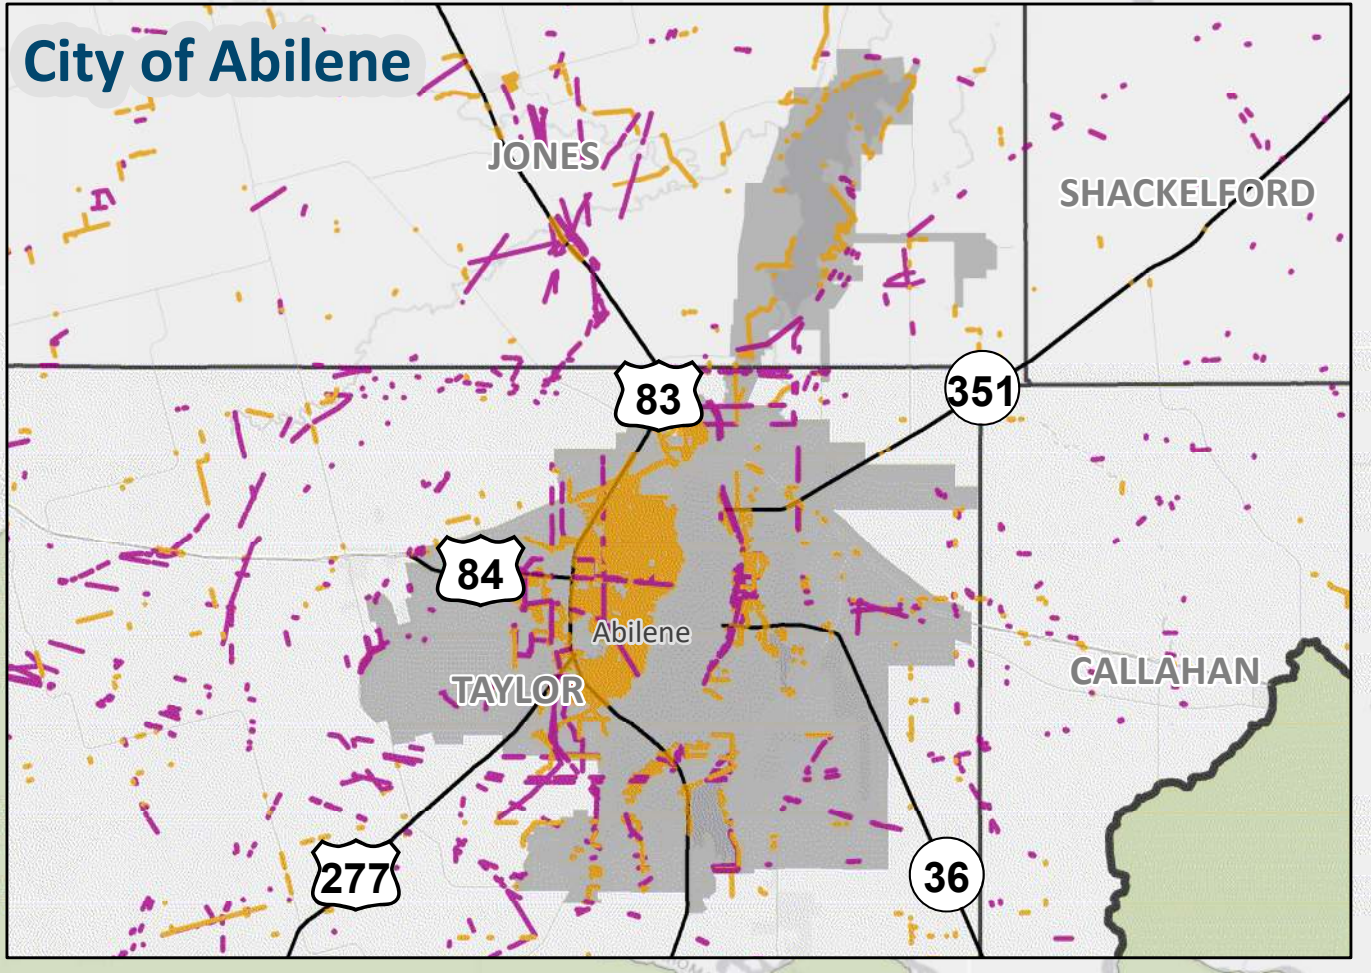 City of Abilene
JONES
SHACKELFORD
83
351
84
Abilene
TAYLOR
CALLAHAN
277
36